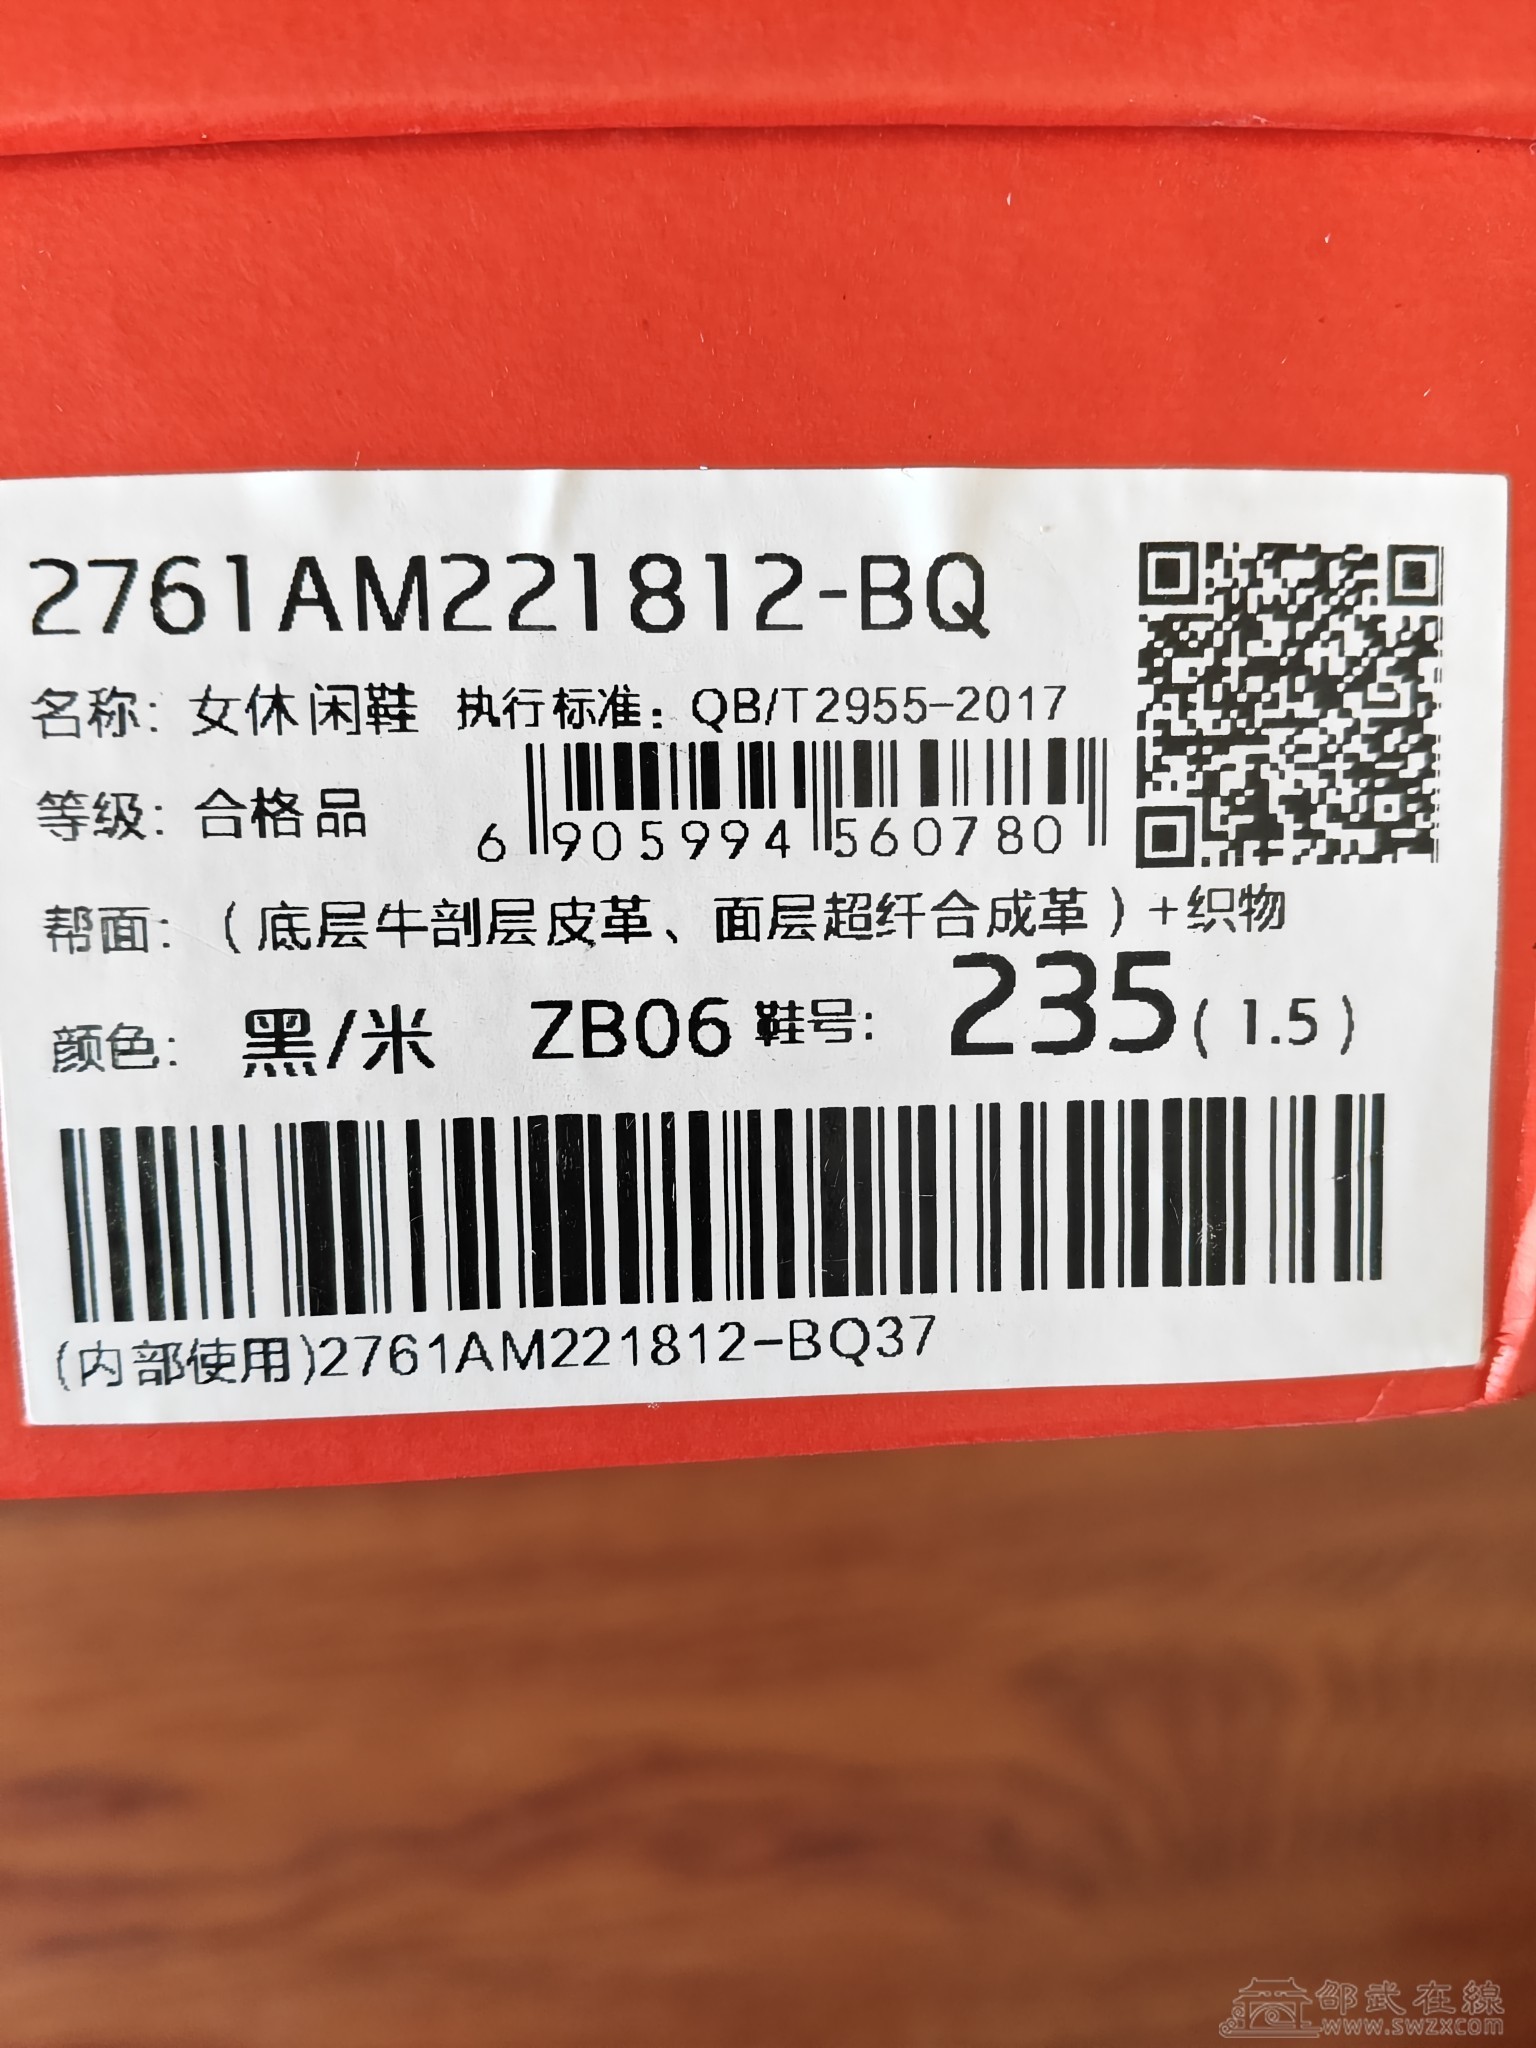 2761AM221812-BQ
名称: 女休闲鞋 执行标准: QB/T2955-2017
等级: 合格品
6 905994 560780
帮面: (底层牛剖层皮革、面层超纤合成革)+织物
颜色: 黑/米 ZB06 鞋号: 235(1.5)
(内部使用)2761AM221812-BQ37
邵武在線
www.swzx.com